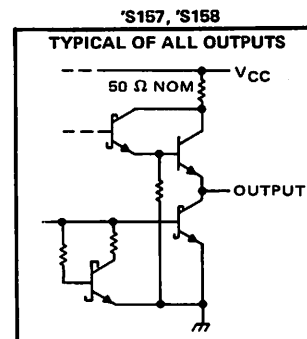 'S157, 'S158
TYPICAL OF ALL OUTPUTS
VCC
50 Ω NOM
OUTPUT